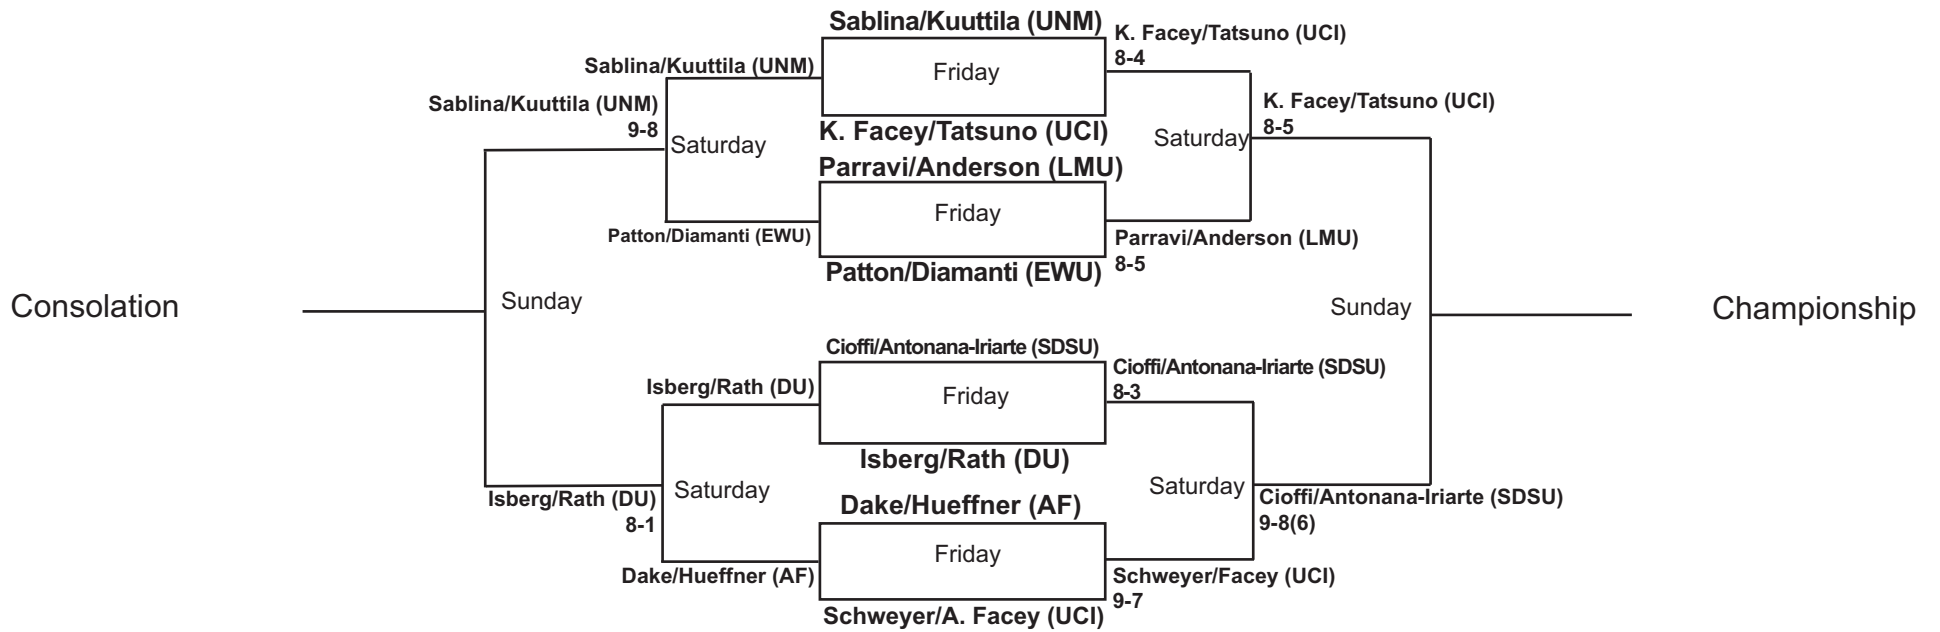 Sablina/Kuuttila (UNM)
K. Facey/Tatsuno (UCI)
8-4
Sablina/Kuuttila (UNM)
Friday
Sablina/Kuuttila (UNM)
9-8
K. Facey/Tatsuno (UCI)
8-5
Saturday
K. Facey/Tatsuno (UCI)
Saturday
Parravi/Anderson (LMU)
Friday
Patton/Diamanti (EWU)
Parravi/Anderson (LMU)
8-5
Patton/Diamanti (EWU)
Consolation
Sunday
Sunday
Championship
Cioffi/Antonana-Iriarte (SDSU)
Isberg/Rath (DU)
Friday
Cioffi/Antonana-Iriarte (SDSU)
8-3
Isberg/Rath (DU)
Isberg/Rath (DU)
8-1
Saturday
Saturday
Cioffi/Antonana-Iriarte (SDSU)
9-8(6)
Dake/Hueffner (AF)
Friday
Dake/Hueffner (AF)
Schweyer/Facey (UCI)
9-7
Schweyer/A. Facey (UCI)